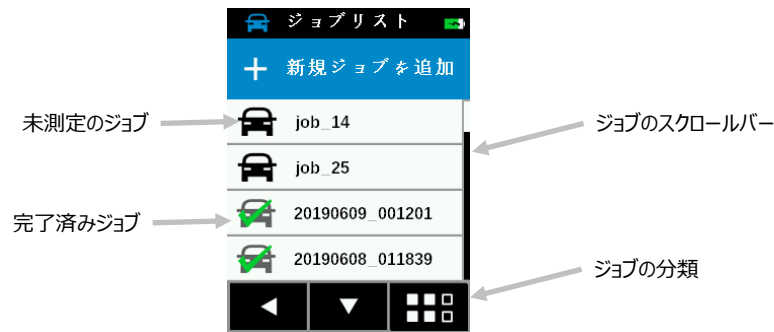 ジョブリスト
新規ジョブを追加
未測定のジョブ
job_14
ジョブのスクロールバー
job_25
完了済みジョブ
20190609_001201
20190608_011839
ジョブの分類